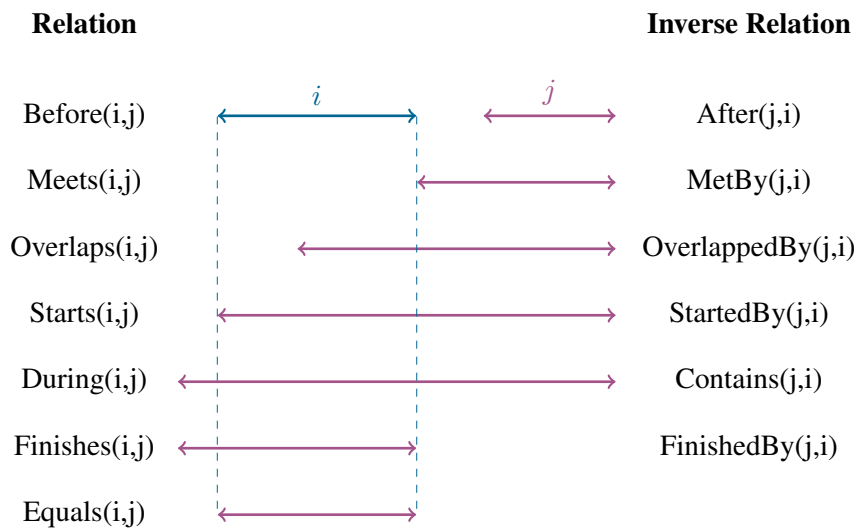 Relation Inverse Relation
i j
Before(i,j) After(j,i)
Meets(i,j) MetBy(j,i)
Overlaps(i,j) OverlappedBy(j,i)
Starts(i,j) StartedBy(j,i)
During(i,j) Contains(j,i)
Finishes(i,j) FinishedBy(j,i)
Equals(i,j)